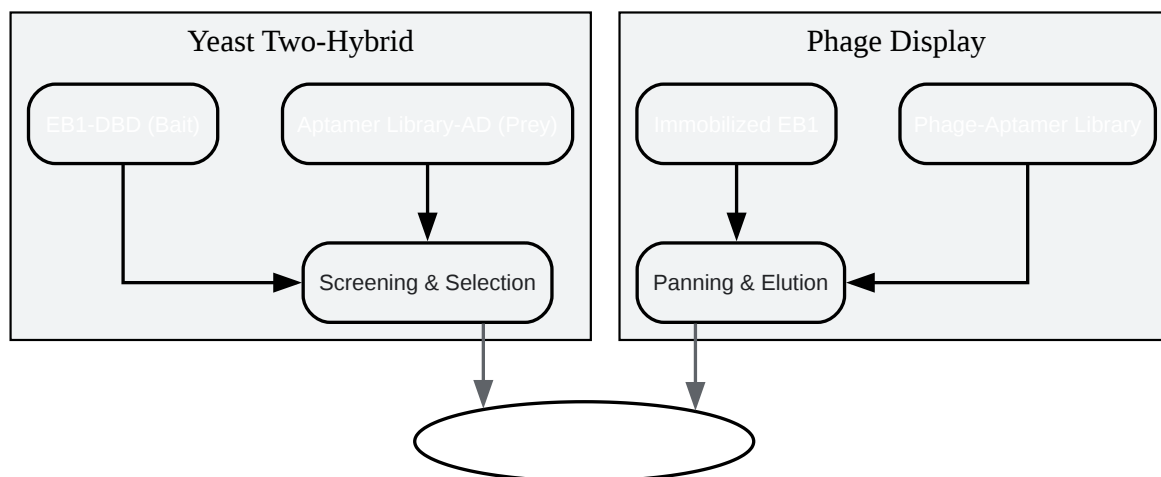 Yeast Two-Hybrid
Phage Display
EB1-DBD (Bait)
Aptamer Library-AD (Prey)
Immobilized EB1
Phage-Aptamer Library
Screening & Selection
Panning & Elution